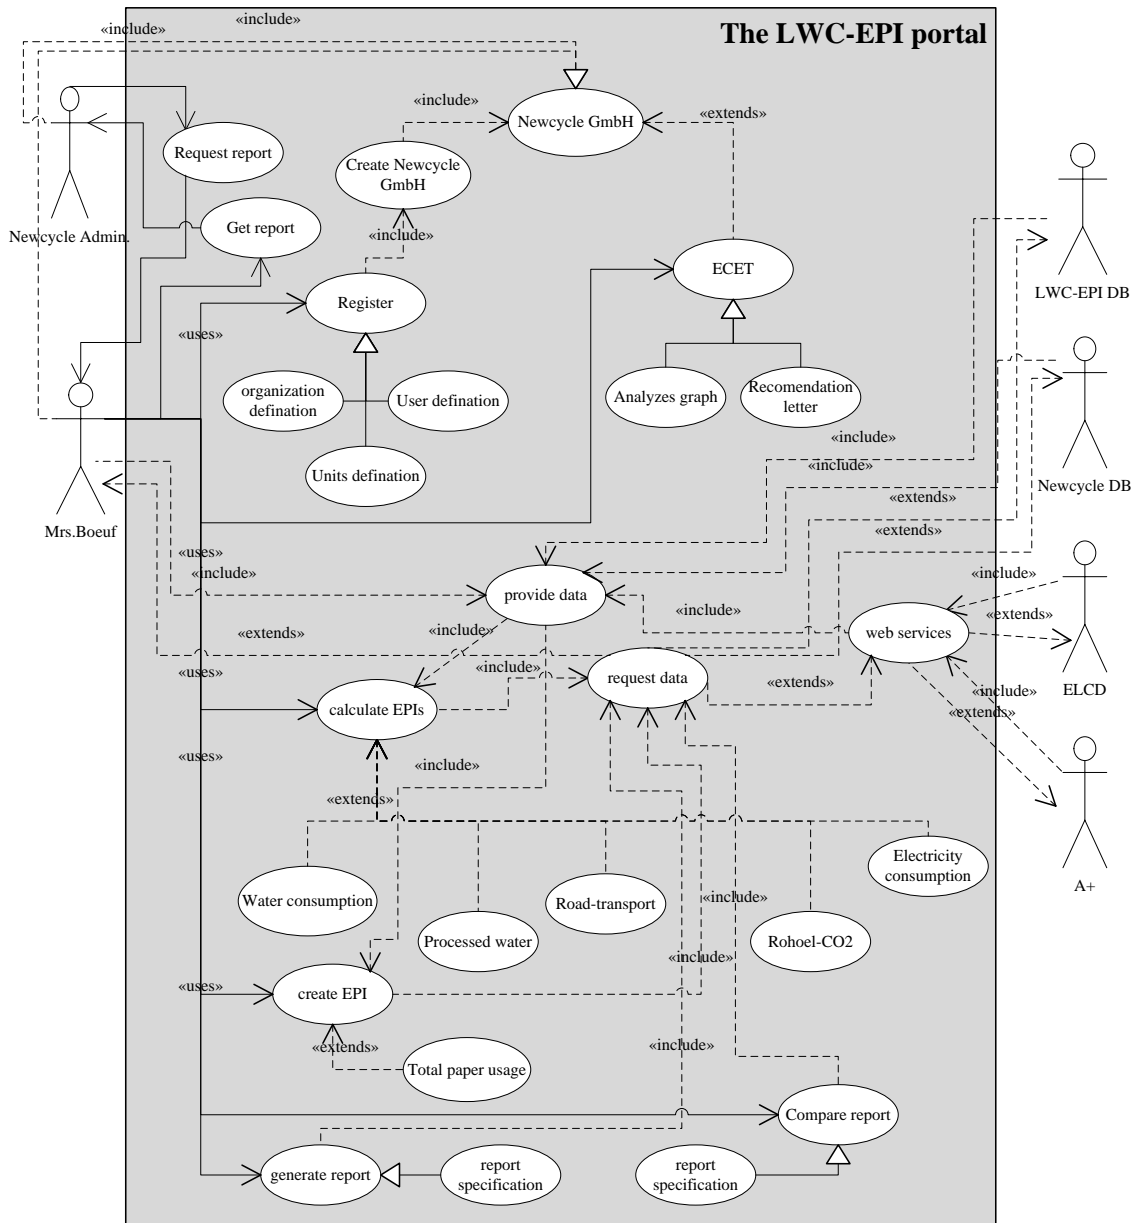 «include»
«include»
The LWC-EPI portal
«include»
Newcycle GmbH
«extends»
Request report
Create Newcycle
GmbH
Newcycle Admin.
Get report
«include»
ECET
LWC-EPI DB
Register
«uses»
organization
defination
User defination
Analyzes graph
Recomendation
letter
Units defination
«include»
«include»
Newcycle DB
«extends»
Mrs.Boeuf
«extends»
«uses»
«include»
provide data
«include»
«include»
web services
«extends»
«include»
«extends»
«include»
«uses»
request data
«extends»
ELCD
«include»
«extends»
calculate EPIs
«uses»
«include»
«extends»
Electricity
consumption
A+
Water consumption
Road-transport
Processed water
Rohoel-CO2
«include»
«include»
«uses»
create EPI
«extends»
«include»
Total paper usage
Compare report
generate report
report
specification
report
specification